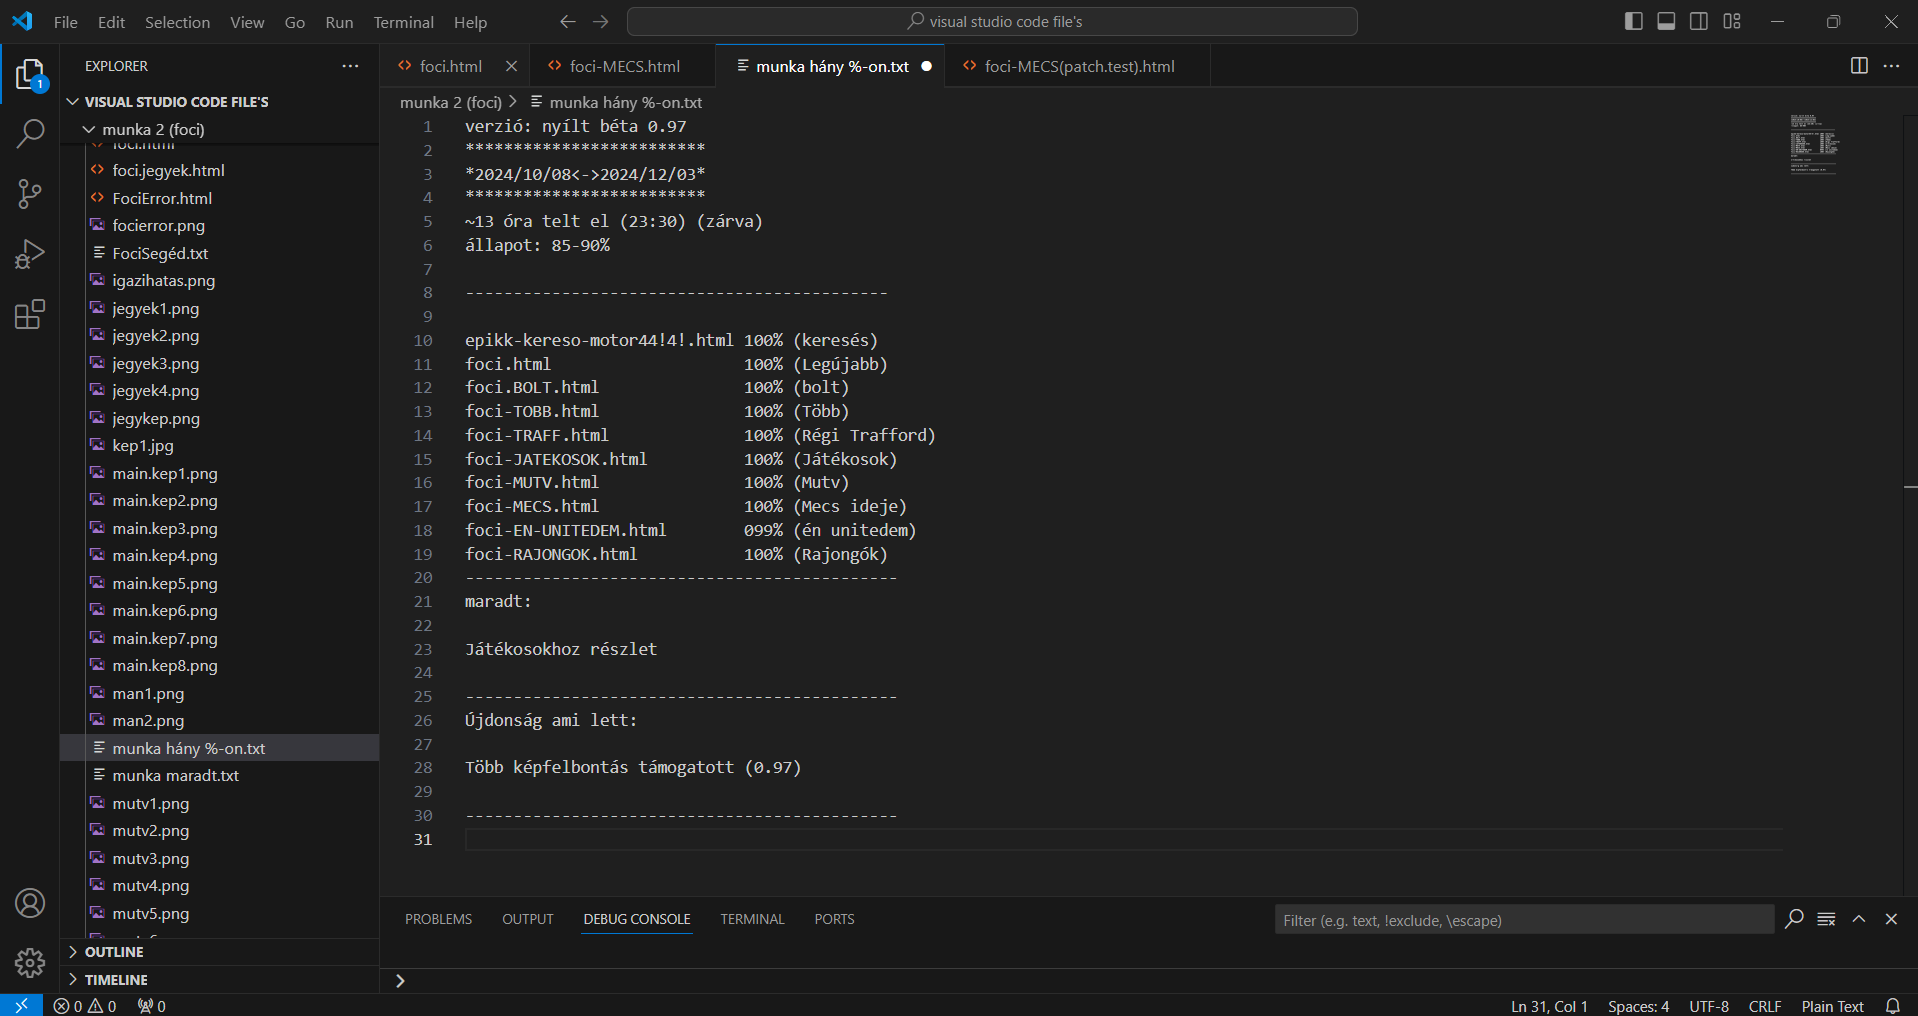 File Edit Selection View Go Run Terminal Help
visual studio code file's
EXPLORER
VISUAL STUDIO CODE FILE'S
munka 2 (foci)
foci.html
foci.jegyek.html
FociError.html
focierror.png
FociSegéd.txt
igazihatas.png
jegyek1.png
jegyek2.png
jegyek3.png
jegyek4.png
jegykep.png
kep1.jpg
main.kep1.png
main.kep2.png
main.kep3.png
main.kep4.png
main.kep5.png
main.kep6.png
main.kep7.png
main.kep8.png
man1.png
man2.png
munka hány %-on.txt
munka maradt.txt
mutv1.png
mutv2.png
mutv3.png
mutv4.png
mutv5.png
OUTLINE
TIMELINE
1
foci.html foci-MECS.html munka hány %-on.txt foci-MECS(patch.test).html
munka 2 (foci) > munka hány %-on.txt
1 verzió: nyílt béta 0.97
2 *************************
3 *2024/10/08<->2024/12/03*
4 *************************
5 ~13 óra telt el (23:30) (zárva)
6 állapot: 85-90%
7
8 --------------------------------------------
9
10 epikk-kereso-motor44!4!.html 100% (keresés)
11 foci.html 100% (Legújabb)
12 foci.BOLT.html 100% (bolt)
13 foci-TOBB.html 100% (Több)
14 foci-TRAFF.html 100% (Régi Trafford)
15 foci-JATEKOSOK.html 100% (Játékosok)
16 foci-MUTV.html 100% (Mutv)
17 foci-MECS.html 100% (Mecs ideje)
18 foci-EN-UNITEDEM.html 099% (én unitedem)
19 foci-RAJONGOK.html 100% (Rajongók)
20 ---------------------------------------------
21 maradt:
22
23 Játékosokhoz részlet
24
25 ---------------------------------------------
26 Újdonság ami lett:
27
28 Több képfelbontás támogatott (0.97)
29
30 ---------------------------------------------
31
PROBLEMS OUTPUT DEBUG CONSOLE TERMINAL PORTS
Filter (e.g. text, !exclude, \escape)
0 0 0
Ln 31, Col 1 Spaces: 4 UTF-8 CRLF Plain Text